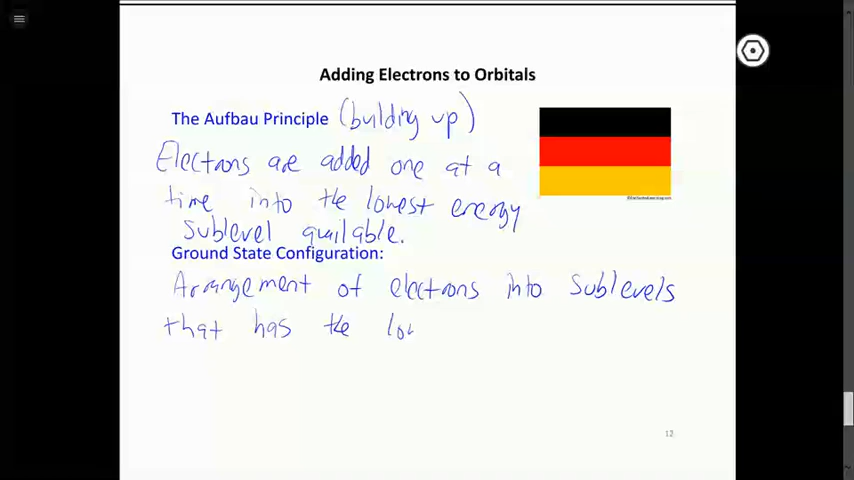 Adding Electrons to Orbitals
The Aufbau Principle (building up)
Electrons are added one at a
time into the lowest energy
sublevel available.
Ground State Configuration:
Arrangement of electrons into sublevels
that has the lo
12